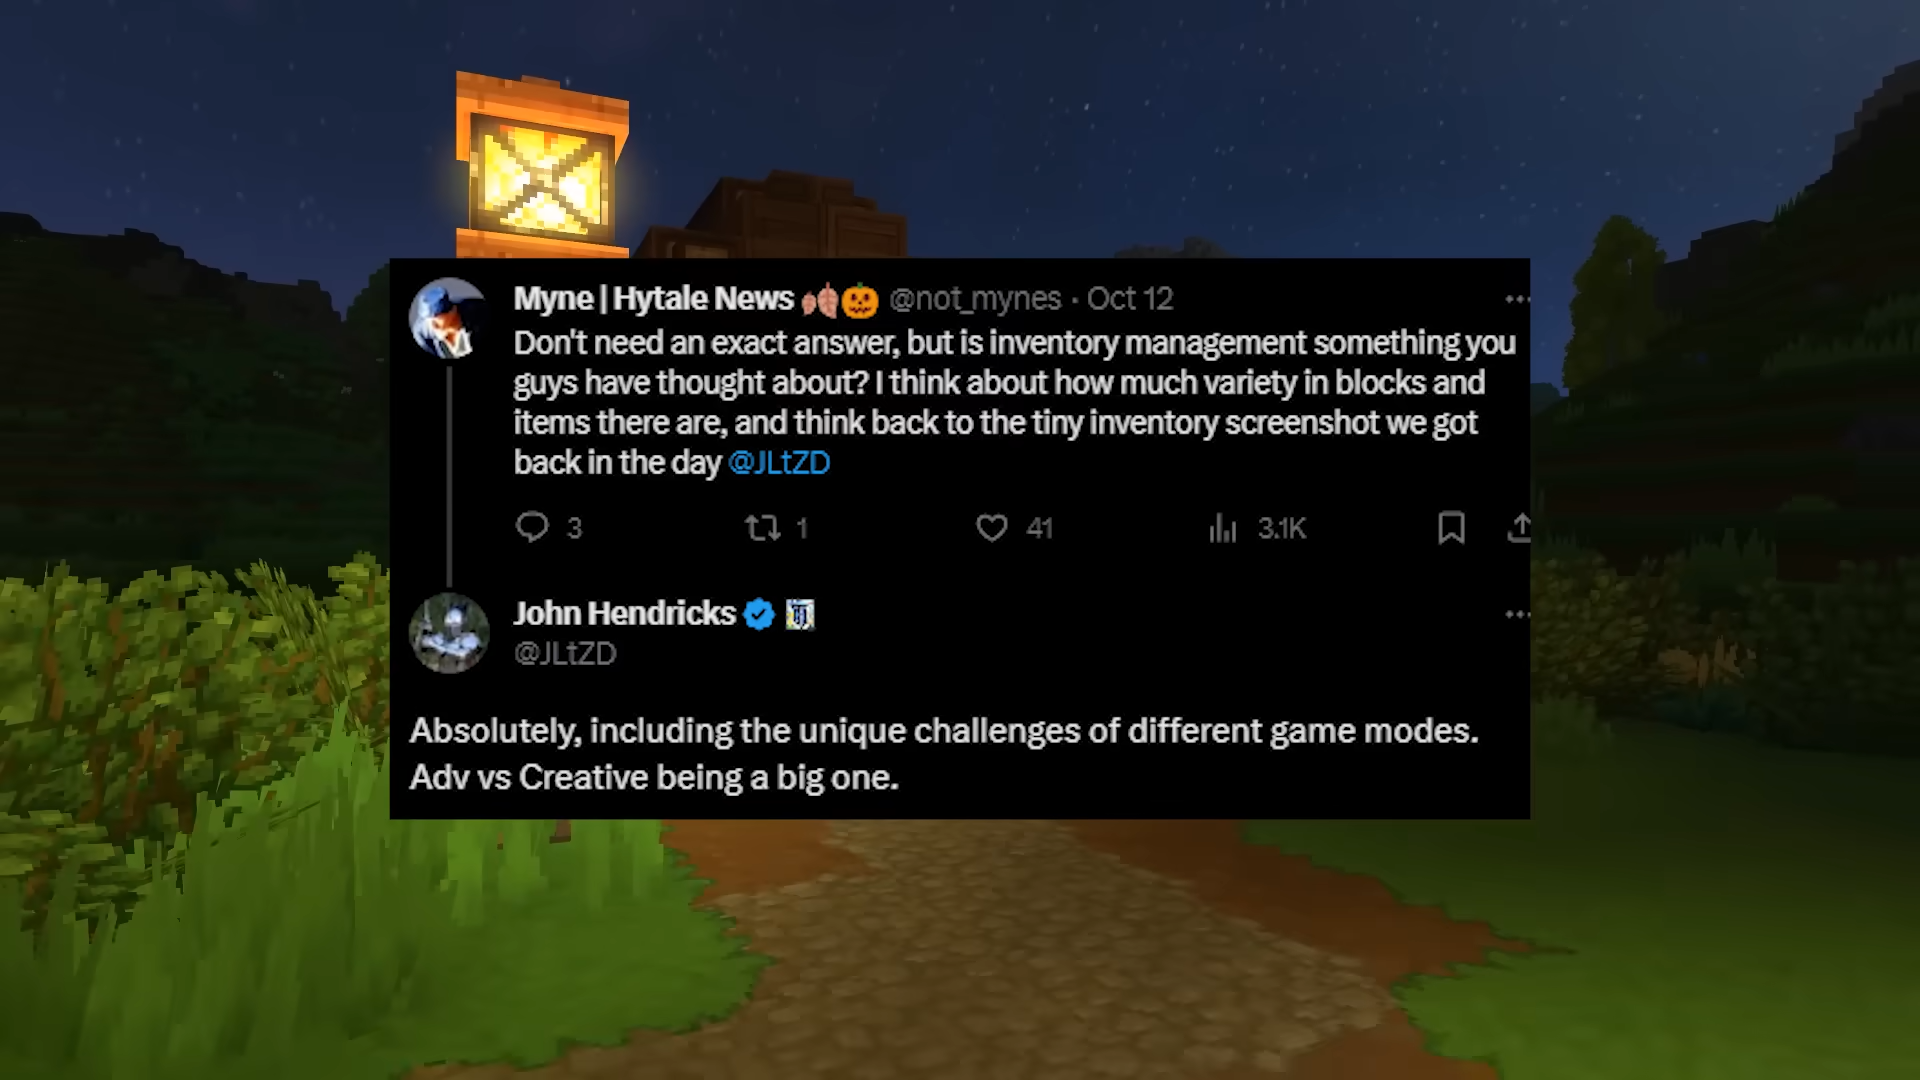 Myne | Hytale News 🍂🎃 @not_mynes · Oct 12
Don't need an exact answer, but is inventory management something you
guys have thought about? I think about how much variety in blocks and
items there are, and think back to the tiny inventory screenshot we got
back in the day @JLtZD
3 1 41 3.1K
John Hendricks
@JLtZD
Absolutely, including the unique challenges of different game modes.
Adv vs Creative being a big one.